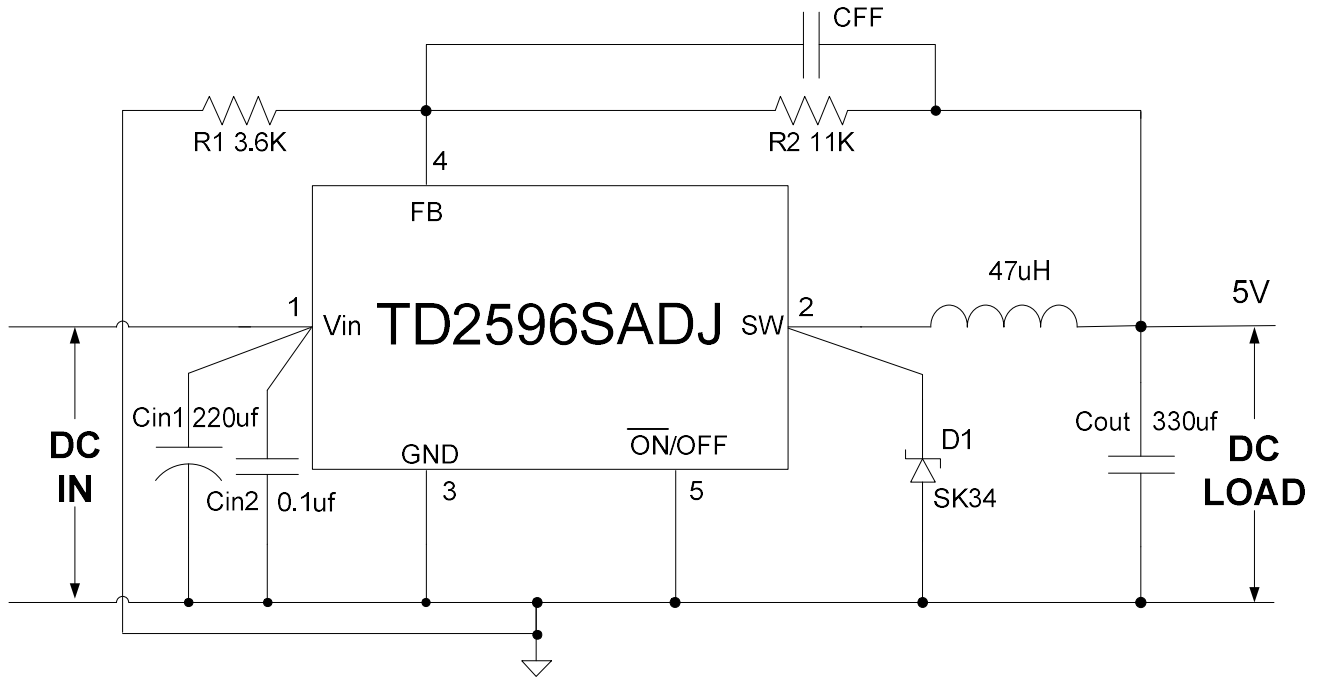 CFF
R1 3.6K
R2 11K
4
FB
47uH
5V
1
2
Vin
TD2596SADJ
SW
Cin1 220uf
DC
IN
Cin2 0.1uf
GND
3
ON/OFF
5
D1
SK34
Cout 330uf
DC
LOAD